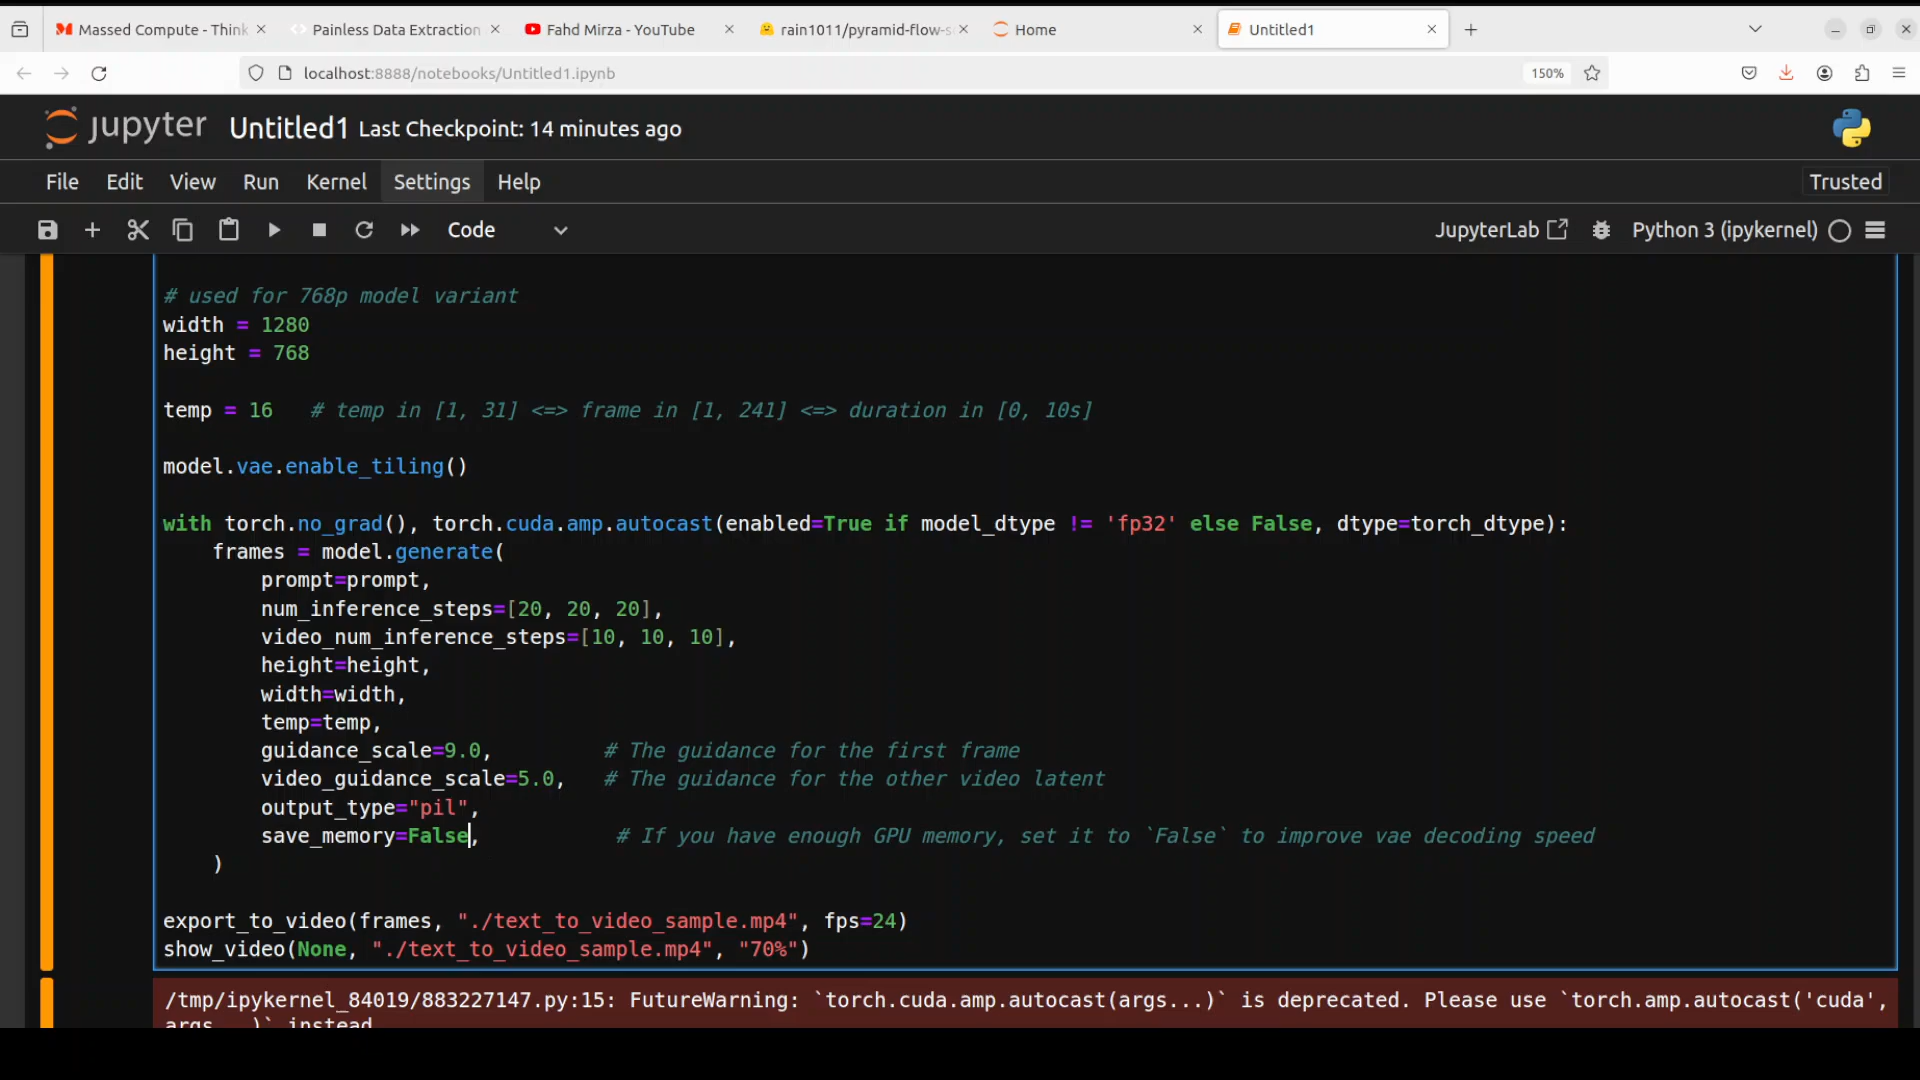 Massed Compute - Think
Painless Data Extraction
Fahd Mirza - YouTube
rain1011/pyramid-flow-s
Home
Untitled1
localhost:8888/notebooks/Untitled1.ipynb
150%
jupyter Untitled1 Last Checkpoint: 14 minutes ago
File Edit View Run Kernel Settings Help Trusted
Code JupyterLab Python 3 (ipykernel)
# used for 768p model variant
width = 1280
height = 768
temp = 16   # temp in [1, 31] <=> frame in [1, 241] <=> duration in [0, 10s]
model.vae.enable_tiling()
with torch.no_grad(), torch.cuda.amp.autocast(enabled=True if model_dtype != 'fp32' else False, dtype=torch_dtype):
    frames = model.generate(
        prompt=prompt,
        num_inference_steps=[20, 20, 20],
        video_num_inference_steps=[10, 10, 10],
        height=height,
        width=width,
        temp=temp,
        guidance_scale=9.0,         # The guidance for the first frame
        video_guidance_scale=5.0,   # The guidance for the other video latent
        output_type="pil",
        save_memory=False,           # If you have enough GPU memory, set it to `False` to improve vae decoding speed
    )
export_to_video(frames, "./text_to_video_sample.mp4", fps=24)
show_video(None, "./text_to_video_sample.mp4", "70%")
/tmp/ipykernel_84019/883227147.py:15: FutureWarning: `torch.cuda.amp.autocast(args...)` is deprecated. Please use `torch.amp.autocast('cuda',
args...)` instead